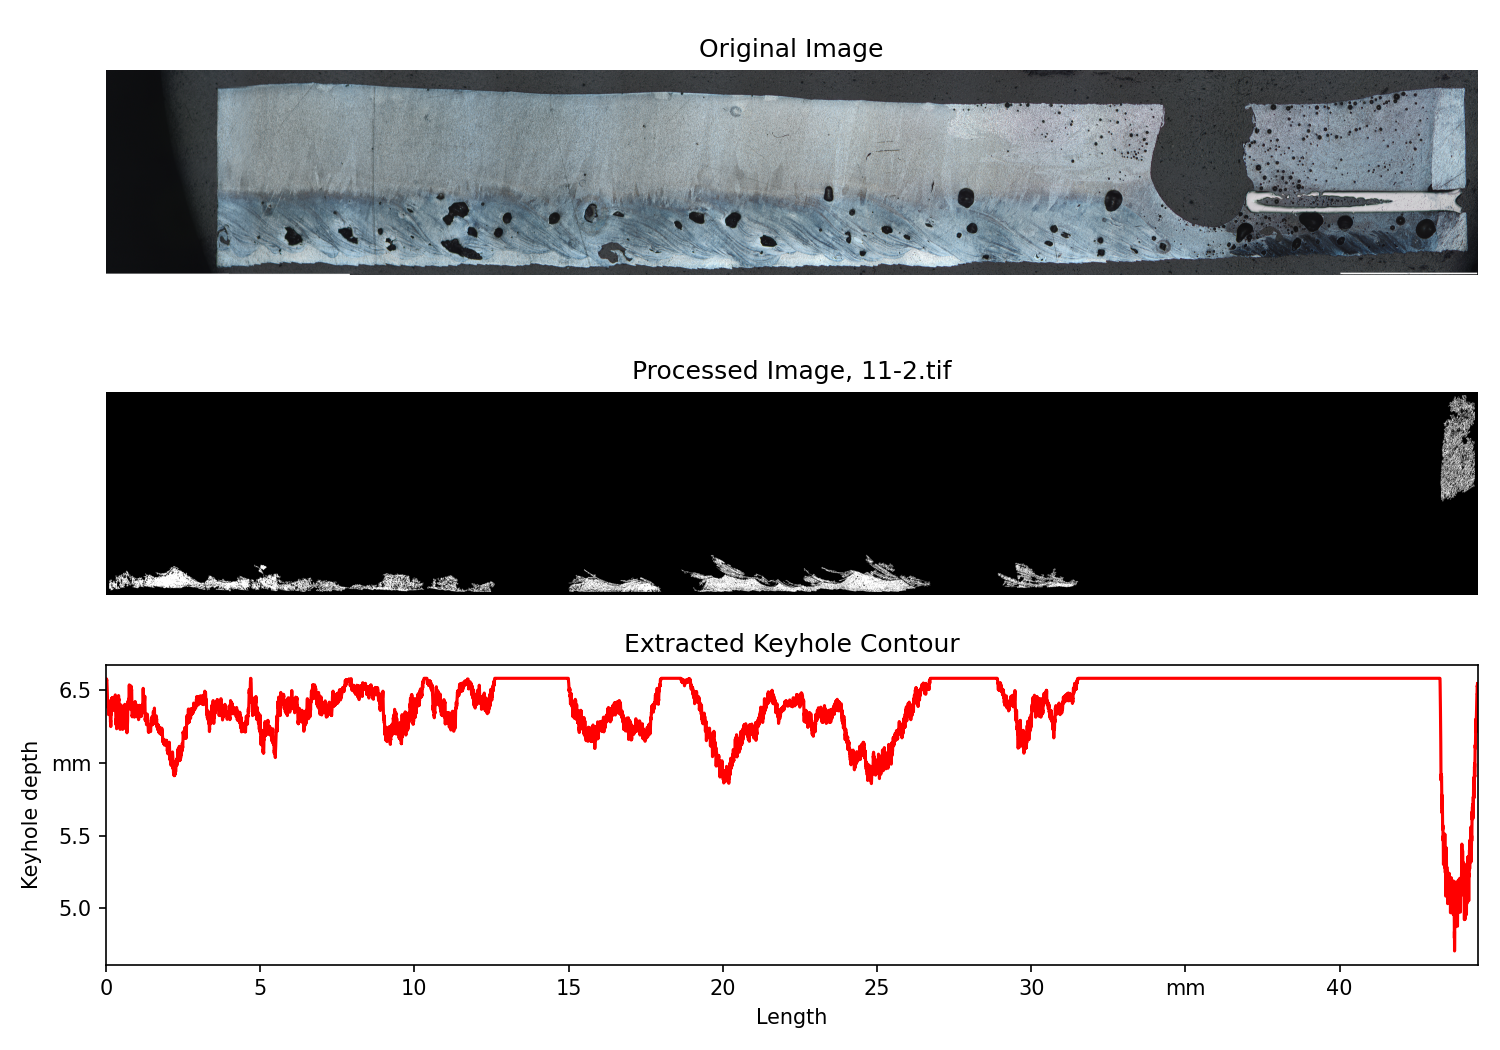 Original Image
Processed Image, 11-2.tif
Extracted Keyhole Contour
6.5
mm
5.5
5.0
Keyhole depth
0 5 10 15 20 25 30 mm 40
Length